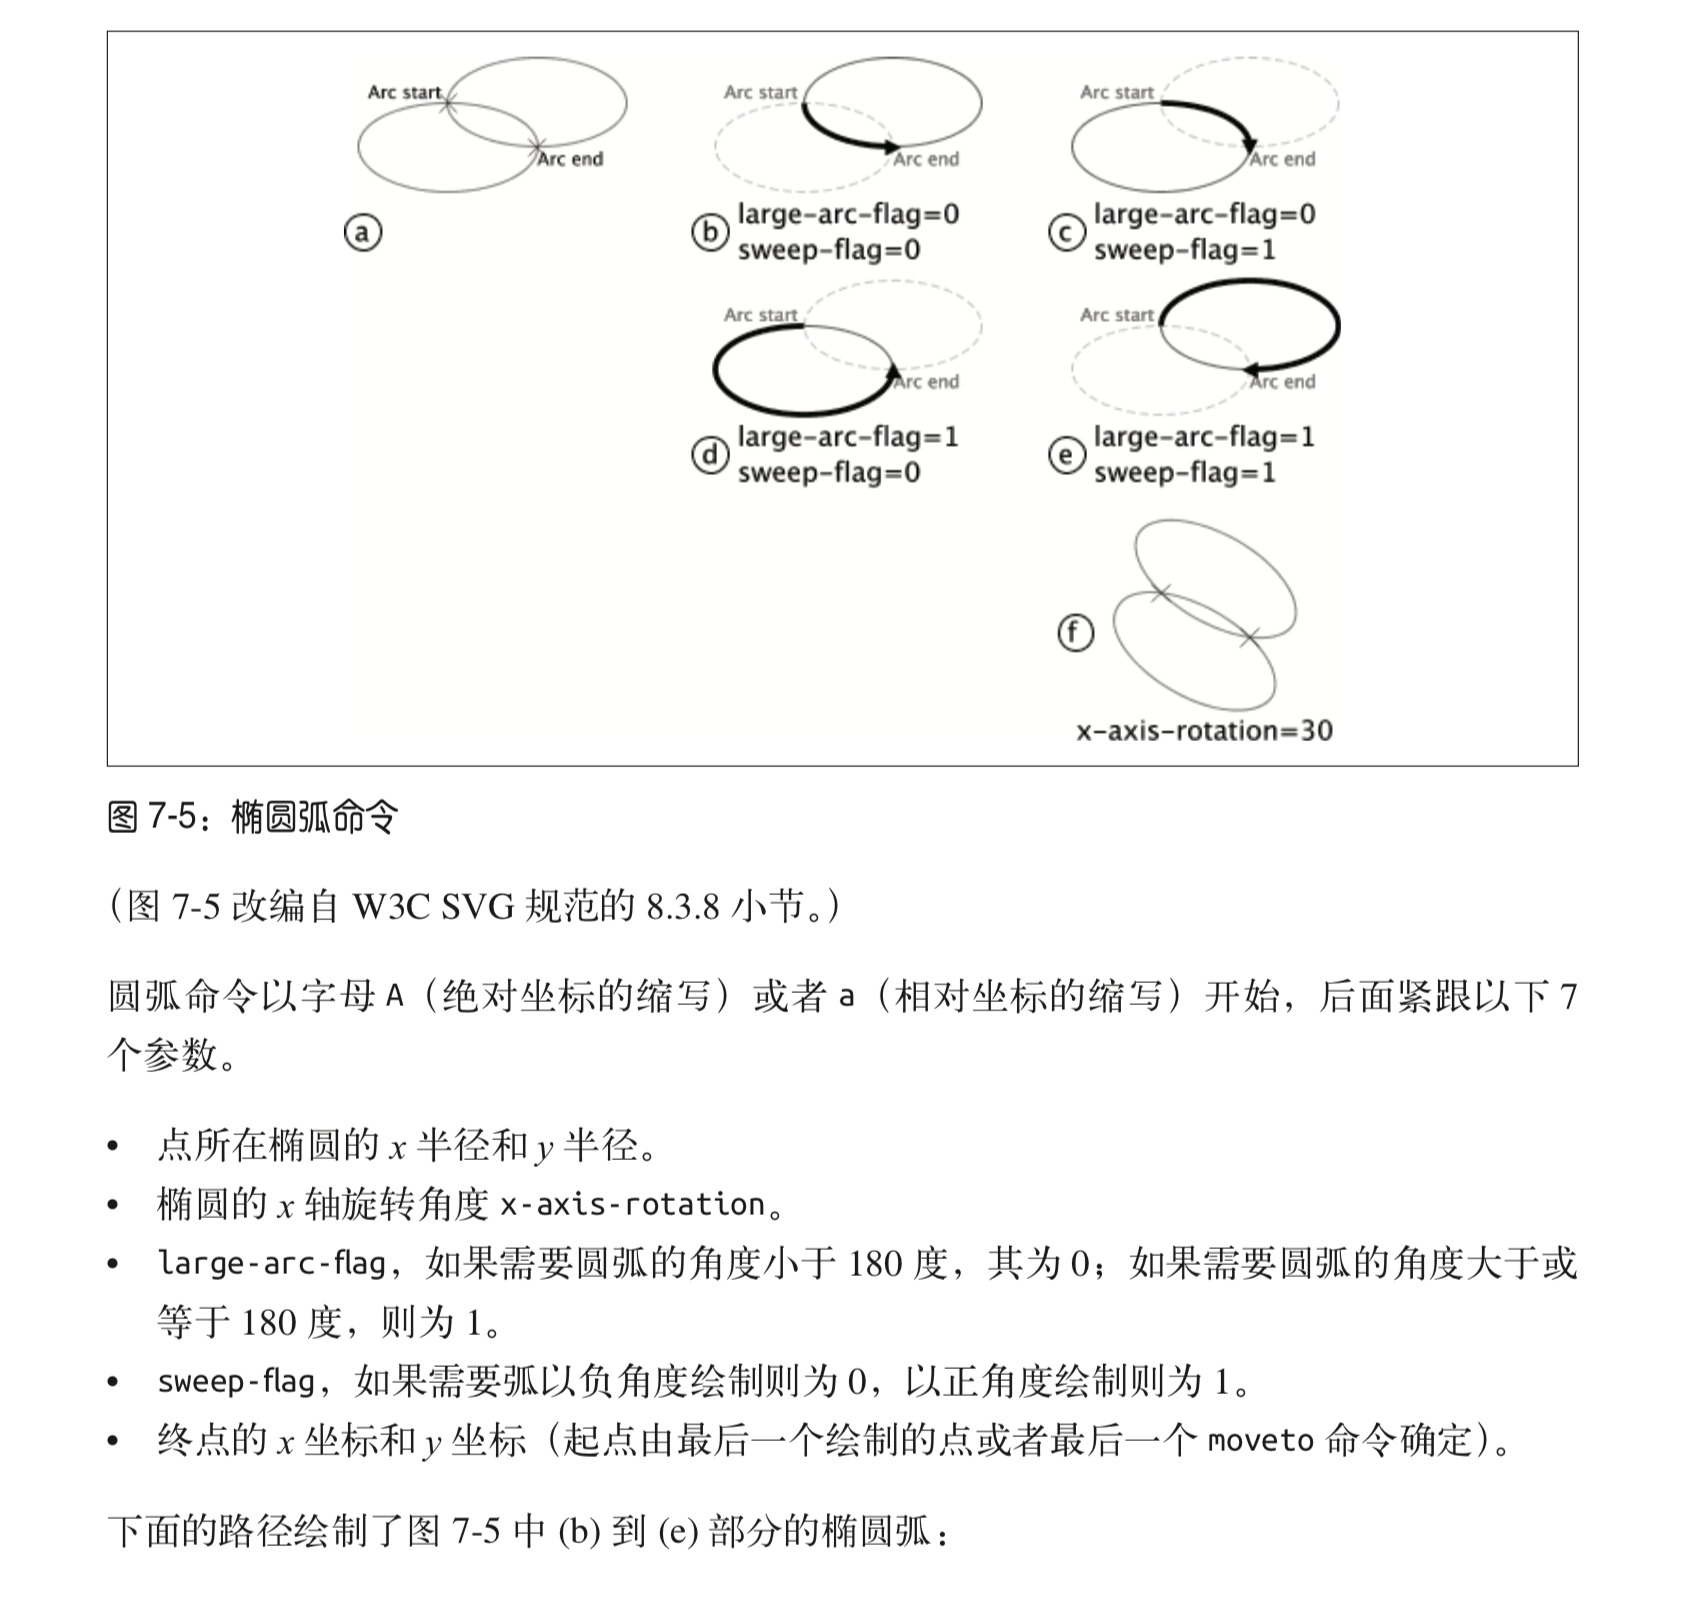 Arc start
Arc end
ⓐ
Arc start
Arc end
ⓑ large-arc-flag=0
sweep-flag=0
Arc start
Arc end
ⓒ large-arc-flag=0
sweep-flag=1
Arc start
Arc end
ⓓ large-arc-flag=1
sweep-flag=0
Arc start
Arc end
ⓔ large-arc-flag=1
sweep-flag=1
ⓕ
x-axis-rotation=30
图 7-5：椭圆弧命令
（图 7-5 改编自 W3C SVG 规范的 8.3.8 小节。）
圆弧命令以字母 A（绝对坐标的缩写）或者 a（相对坐标的缩写）开始，后面紧跟以下 7
个参数。
• 点所在椭圆的 x 半径和 y 半径。
• 椭圆的 x 轴旋转角度 x-axis-rotation。
• large-arc-flag，如果需要圆弧的角度小于 180 度，其为 0；如果需要圆弧的角度大于或
等于 180 度，则为 1。
• sweep-flag，如果需要弧以负角度绘制则为 0，以正角度绘制则为 1。
• 终点的 x 坐标和 y 坐标（起点由最后一个绘制的点或者最后一个 moveto 命令确定）。
下面的路径绘制了图 7-5 中 (b) 到 (e) 部分的椭圆弧：